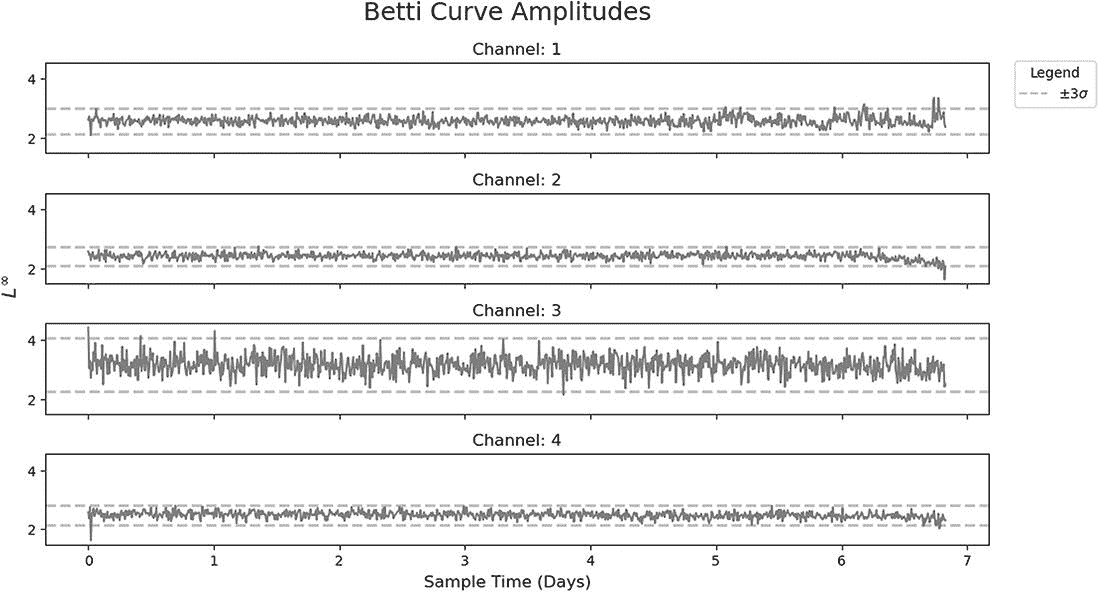 Betti Curve Amplitudes
Channel: 1
Legend
±3σ
4
2
Channel: 2
4
2
L∞
Channel: 3
4
2
Channel: 4
4
2
0 1 2 3 4 5 6 7
Sample Time (Days)